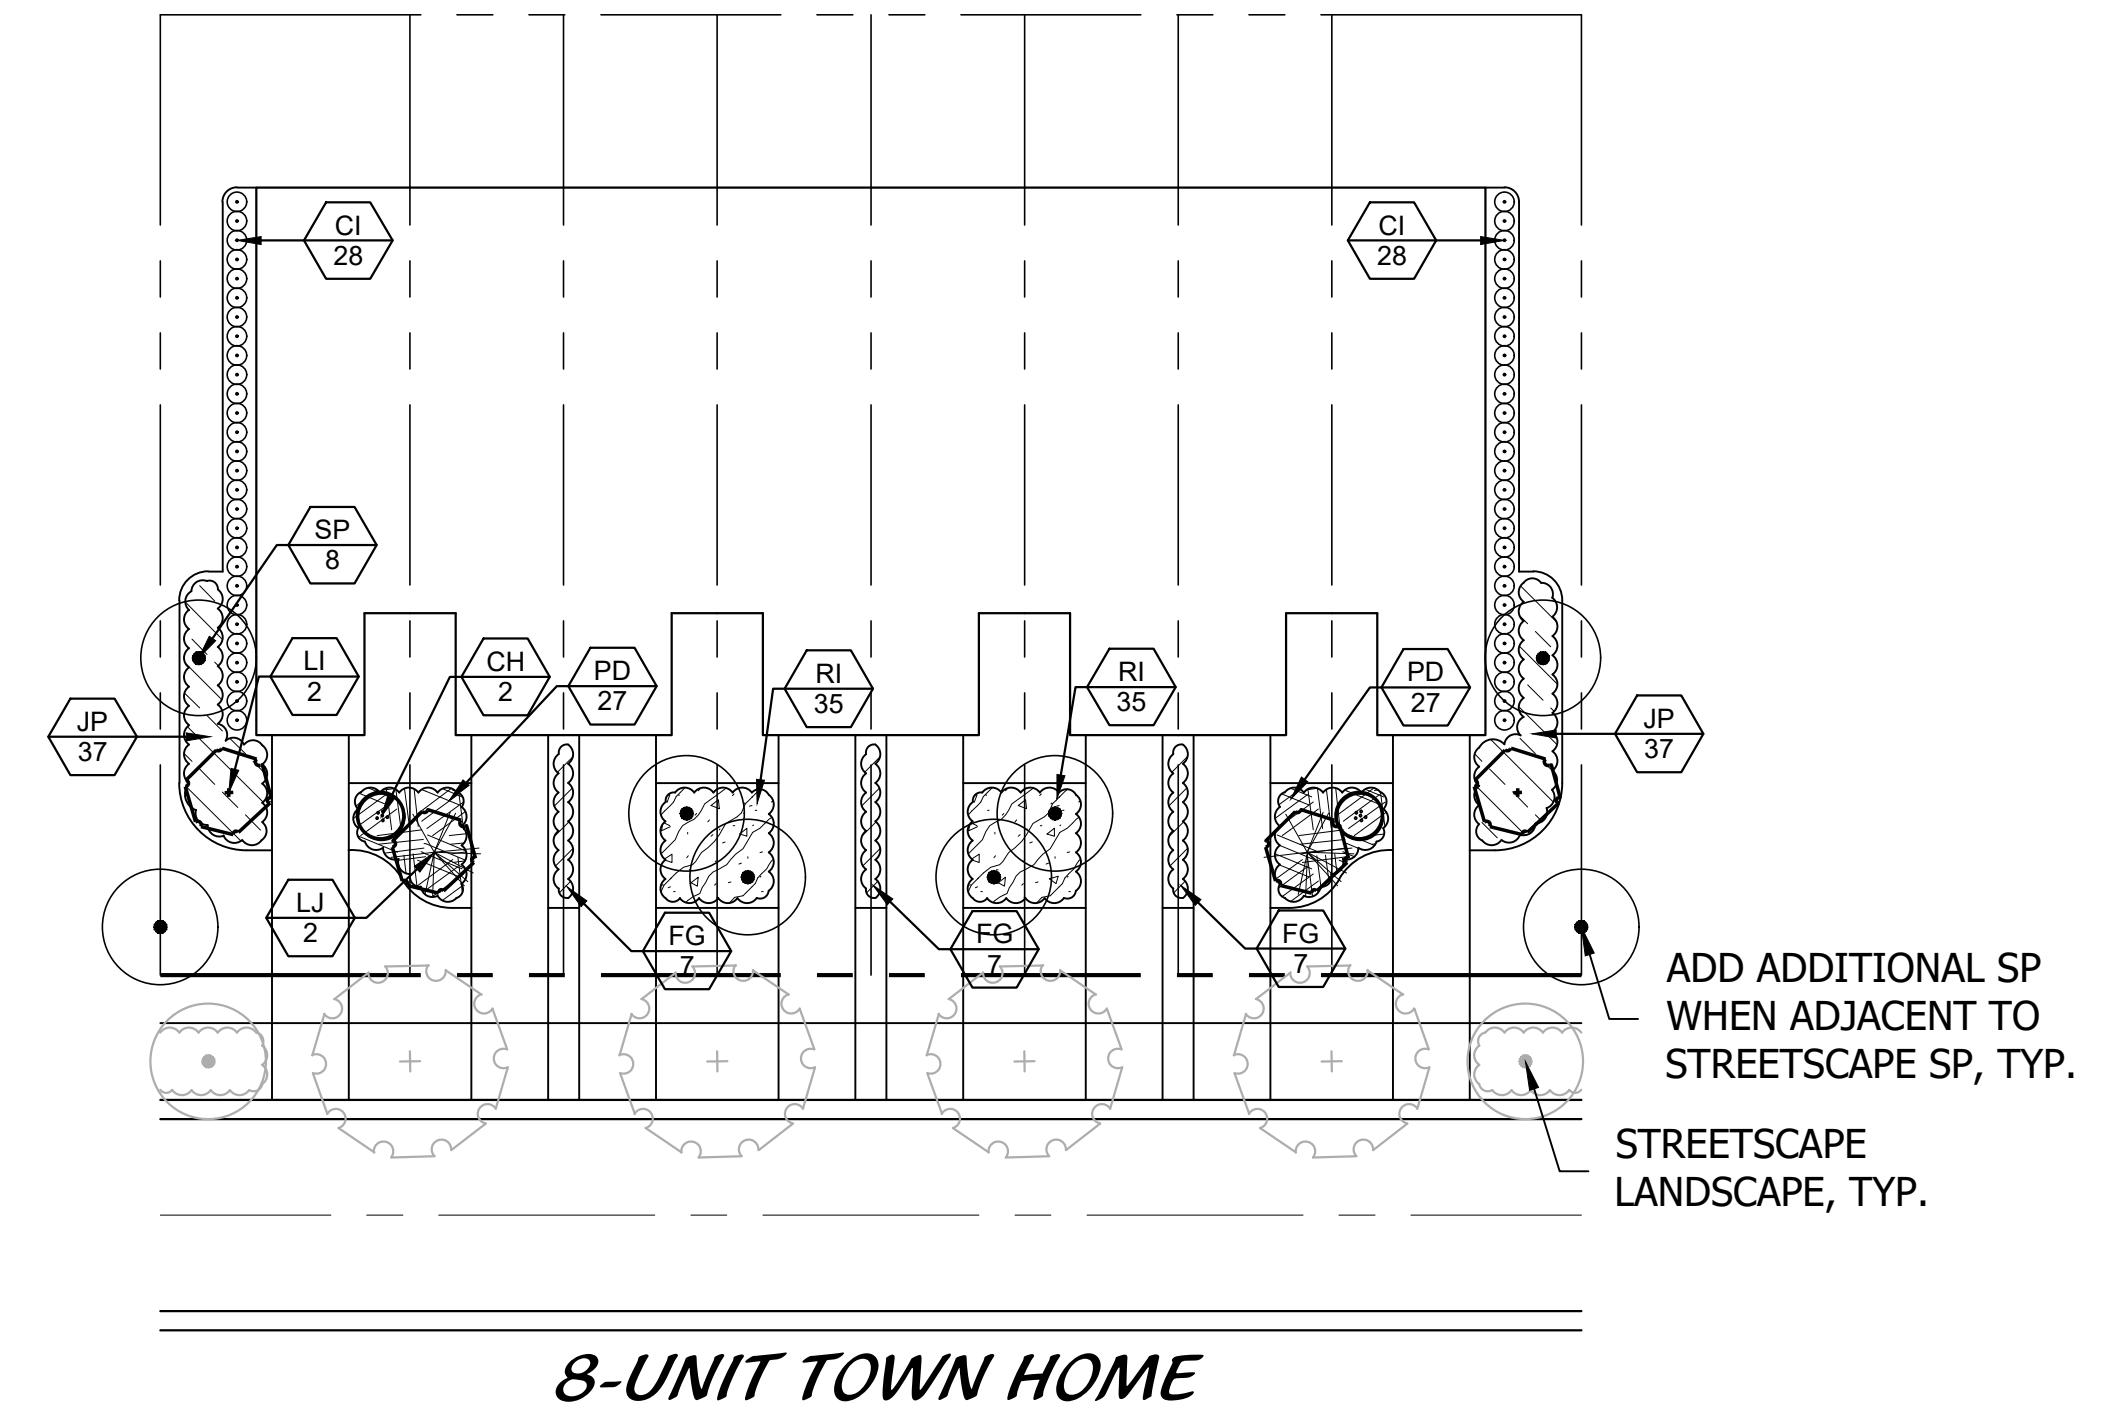 CI
28
CI
28
SP
8
LI
2
CH
2
PD
27
RI
35
RI
35
PD
27
JP
37
JP
37
LJ
2
FG
7
FG
7
FG
7
ADD ADDITIONAL SP
WHEN ADJACENT TO
STREETSCAPE SP, TYP.
STREETSCAPE
LANDSCAPE, TYP.
8-UNIT TOWN HOME